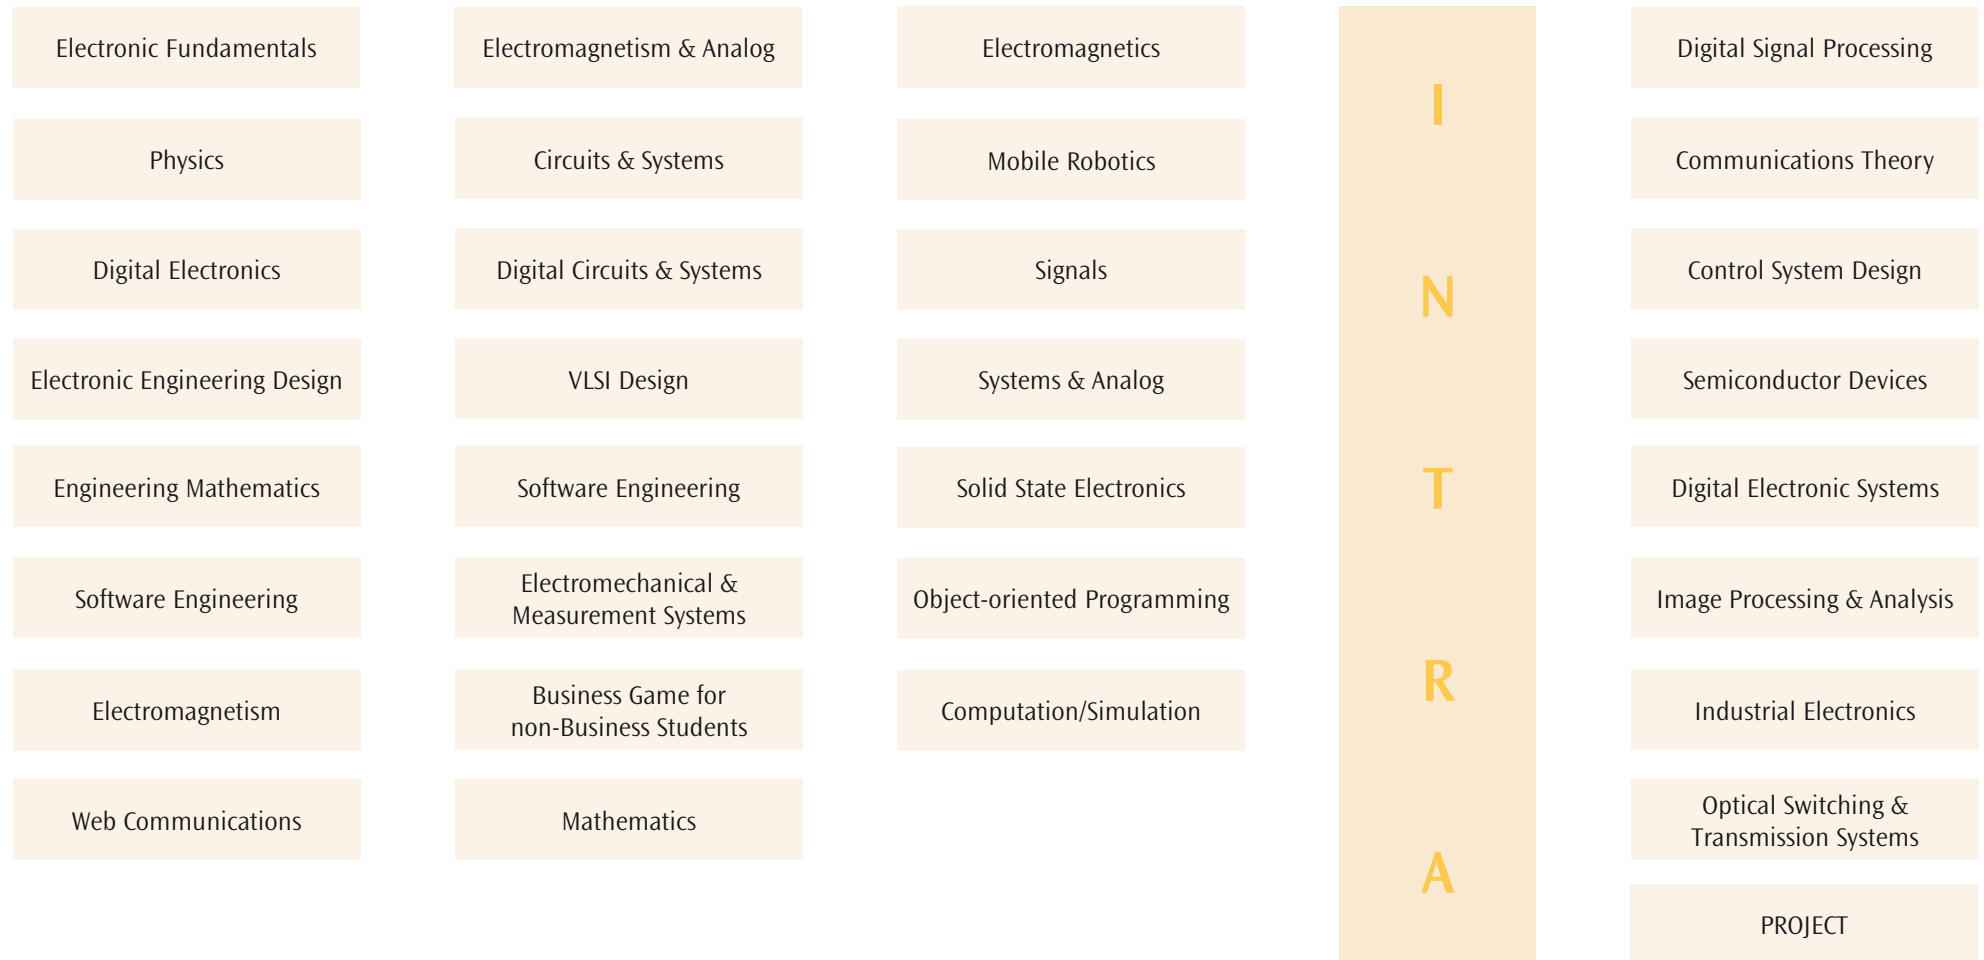 Electronic Fundamentals
Physics
Digital Electronics
Electronic Engineering Design
Engineering Mathematics
Software Engineering
Electromagnetism
Web Communications
Electromagnetism & Analog
Circuits & Systems
Digital Circuits & Systems
VLSI Design
Software Engineering
Electromechanical &
Measurement Systems
Business Game for
non-Business Students
Mathematics
Electromagnetics
Mobile Robotics
Signals
Systems & Analog
Solid State Electronics
Object-oriented Programming
Computation/Simulation
I
N
T
R
A
Digital Signal Processing
Communications Theory
Control System Design
Semiconductor Devices
Digital Electronic Systems
Image Processing & Analysis
Industrial Electronics
Optical Switching &
Transmission Systems
PROJECT